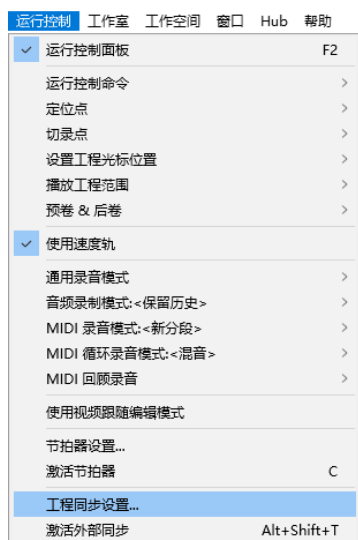 运行控制 工作室 工作空间 窗口 Hub 帮助
运行控制面板 F2
运行控制命令
定位点
切录点
设置工程光标位置
播放工程范围
预卷 & 后卷
使用速度轨
通用录音模式
音频录制模式:<保留历史>
MIDI 录音模式:<新分段>
MIDI 循环录音模式:<混音>
MIDI 回顾录音
使用视频跟随编辑模式
节拍器设置...
激活节拍器 C
工程同步设置...
激活外部同步 Alt+Shift+T